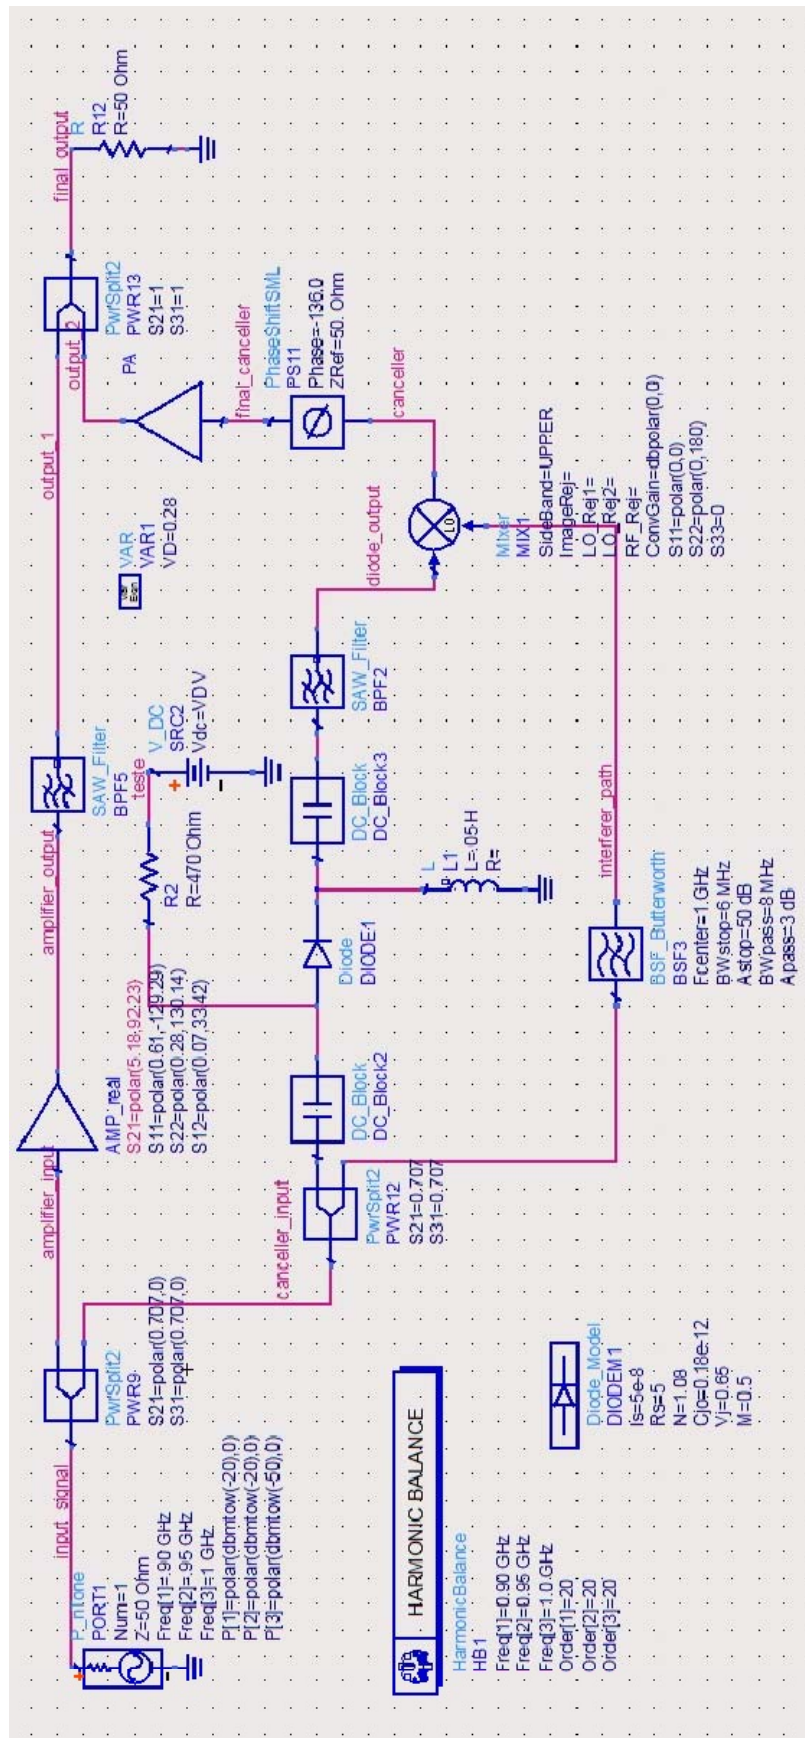 input_signal
P_nTone
PORT1
Num=1
Z=50 Ohm
Freq[1]=.90 GHz
Freq[2]=.95 GHz
Freq[3]=1 GHz
P[1]=polar(dbmtow(-20),0)
P[2]=polar(dbmtow(-20),0)
P[3]=polar(dbmtow(-50),0)
PwrSplit2
PWR9
S21=polar(0.707,0)
S31=polar(0.707,0)
amplifier_input
AMP_real
S21=polar(5.18,92.23)
S11=polar(0.61,-129.29)
S22=polar(0.28,130.14)
S12=polar(0.07,33.42)
amplifier_output
SAW_Filter
BPF5
output_1
output_2
PwrSplit2
PWR13
S21=1
S31=1
final_output
R
R12
R=50 Ohm
PA
final_canceller
PhaseShiftSML
PS11
Phase=-136.0
ZRef=50. Ohm
canceller
VAR
VAR1
VD=0.28
Var
Eqn
teste
V_DC
SRC2
Vdc=VD V
R2
R=470 Ohm
canceller_input
PwrSplit2
PWR12
S21=0.707
S31=0.707
DC_Block
DC_Block2
Diode
DIODE1
DC_Block
DC_Block3
L
L1
L=.05 H
R=
SAW_Filter
BPF2
diode_output
LO
Mixer
MIX1
SideBand=UPPER
ImageRej=
LO_Rej1=
LO_Rej2=
RF_Rej=
ConvGain=dbpolar(0,0)
S11=polar(0,0)
S22=polar(0,180)
S33=0
interferer_path
BSF_Butterworth
BSF3
Fcenter=1 GHz
BWstop=6 MHz
Astop=50 dB
BWpass=8 MHz
Apass=3 dB
HARMONIC BALANCE
HarmonicBalance
HB1
Freq[1]=0.90 GHz
Freq[2]=0.95 GHz
Freq[3]=1.0 GHz
Order[1]=20
Order[2]=20
Order[3]=20
Diode_Model
DIODEM1
Is=5e-8
Rs=5
N=1.08
Cjo=0.18e-12
Vj=0.65
M=0.5